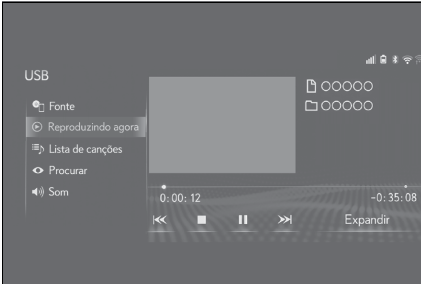 USB
Fonte
Reproduzindo agora
Lista de canções
Procurar
Som
OOOOO
OOOOO
0:00:12
-0:35:08
Expandir